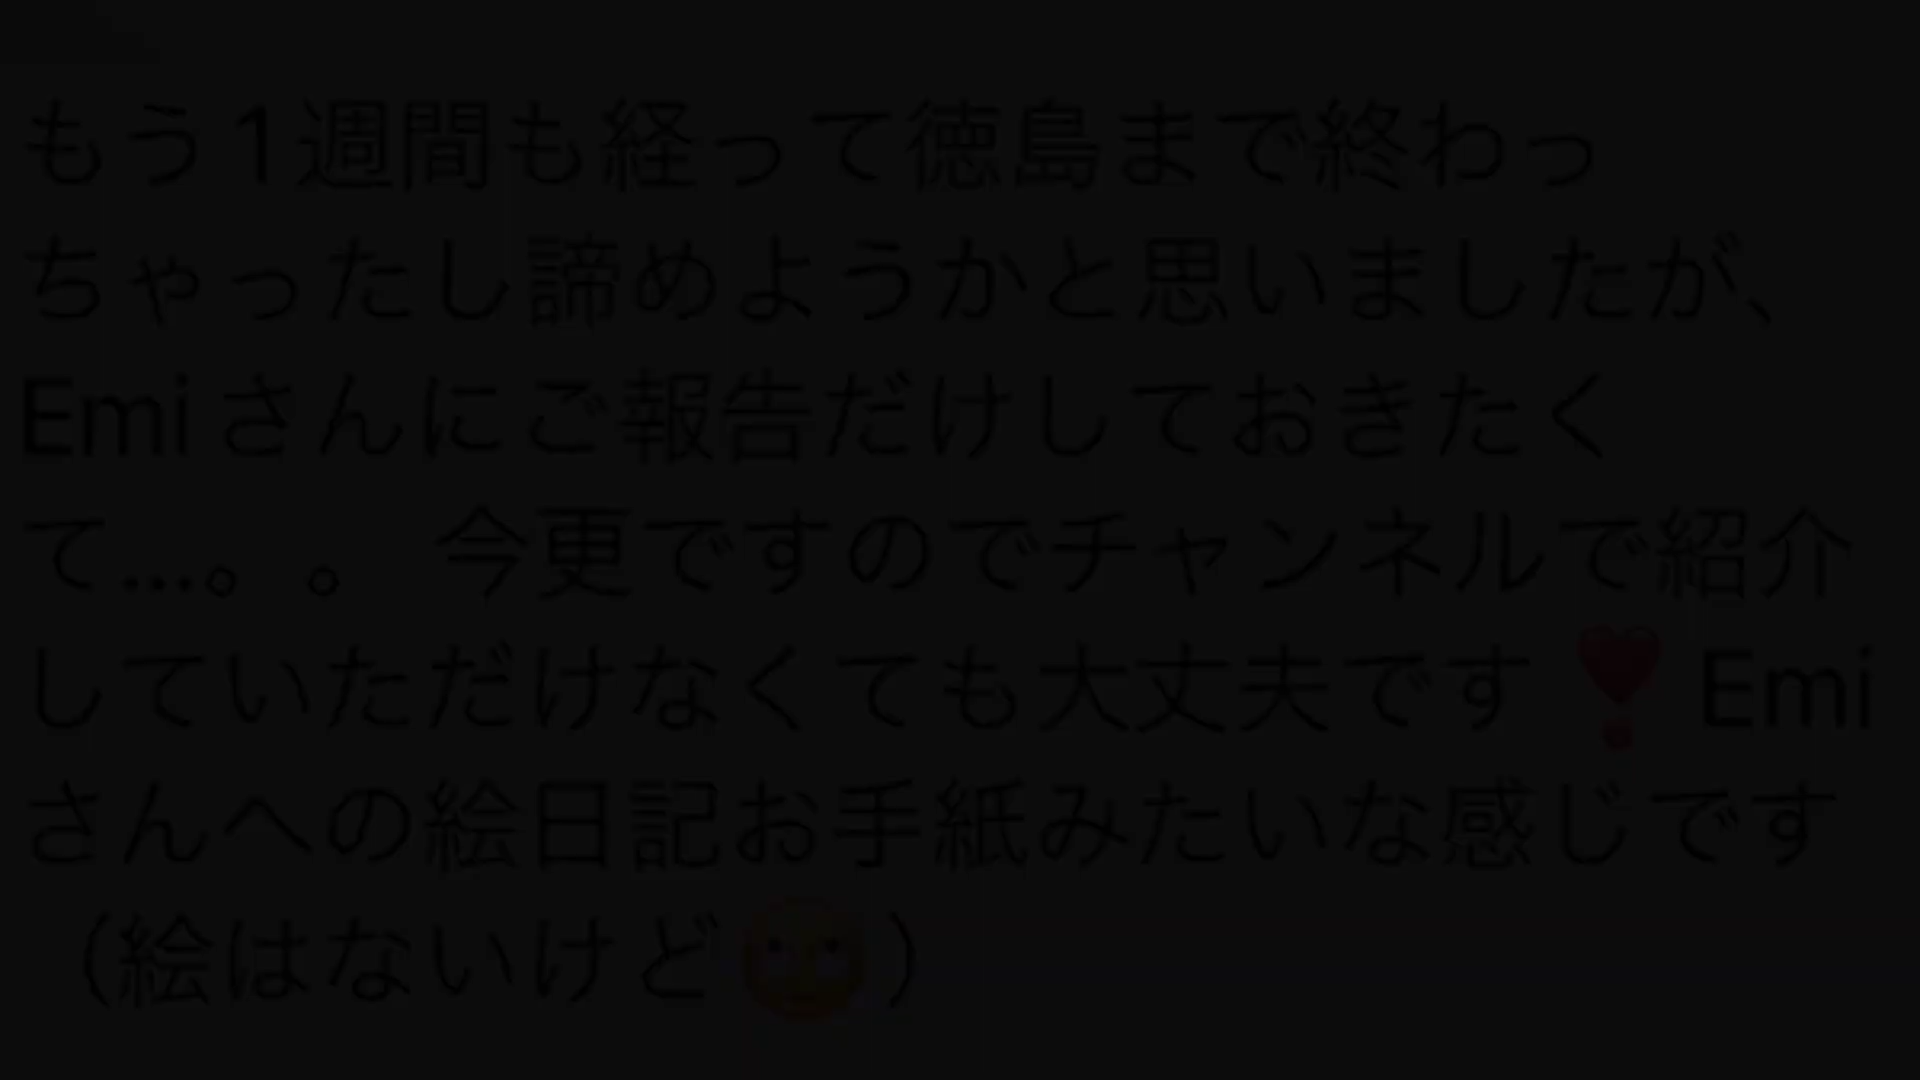 もう1週間も経って徳島まで終わっ
ちゃったし諦めようかと思いましたが、
Emiさんにご報告だけしておきたく
て…。。 今更ですのでチャンネルで紹介
していただけなくても大丈夫です❣️Emi
さんへの絵日記お手紙みたいな感じです
（絵はないけど🙄）